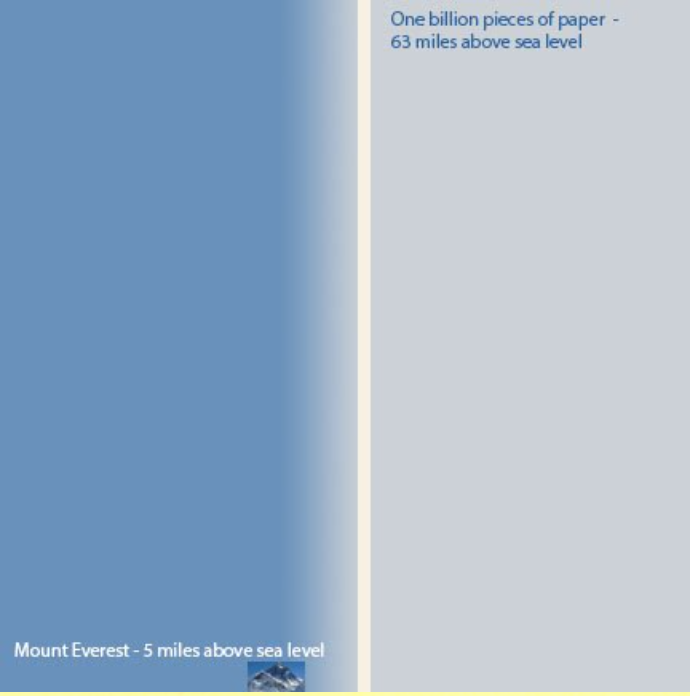 One billion pieces of paper -
63 miles above sea level
Mount Everest - 5 miles above sea level